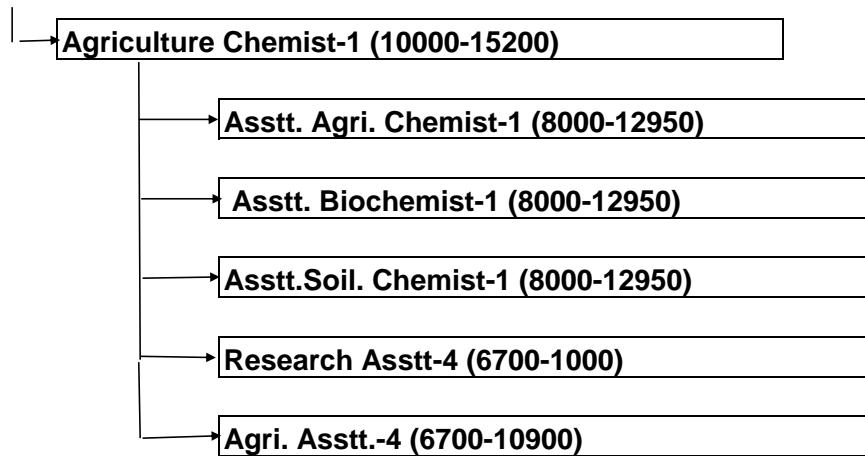 Agriculture Chemist-1 (10000-15200)
Asstt. Agri. Chemist-1 (8000-12950)
Asstt. Biochemist-1 (8000-12950)
Asstt.Soil. Chemist-1 (8000-12950)
Research Asstt-4 (6700-1000)
Agri. Asstt.-4 (6700-10900)